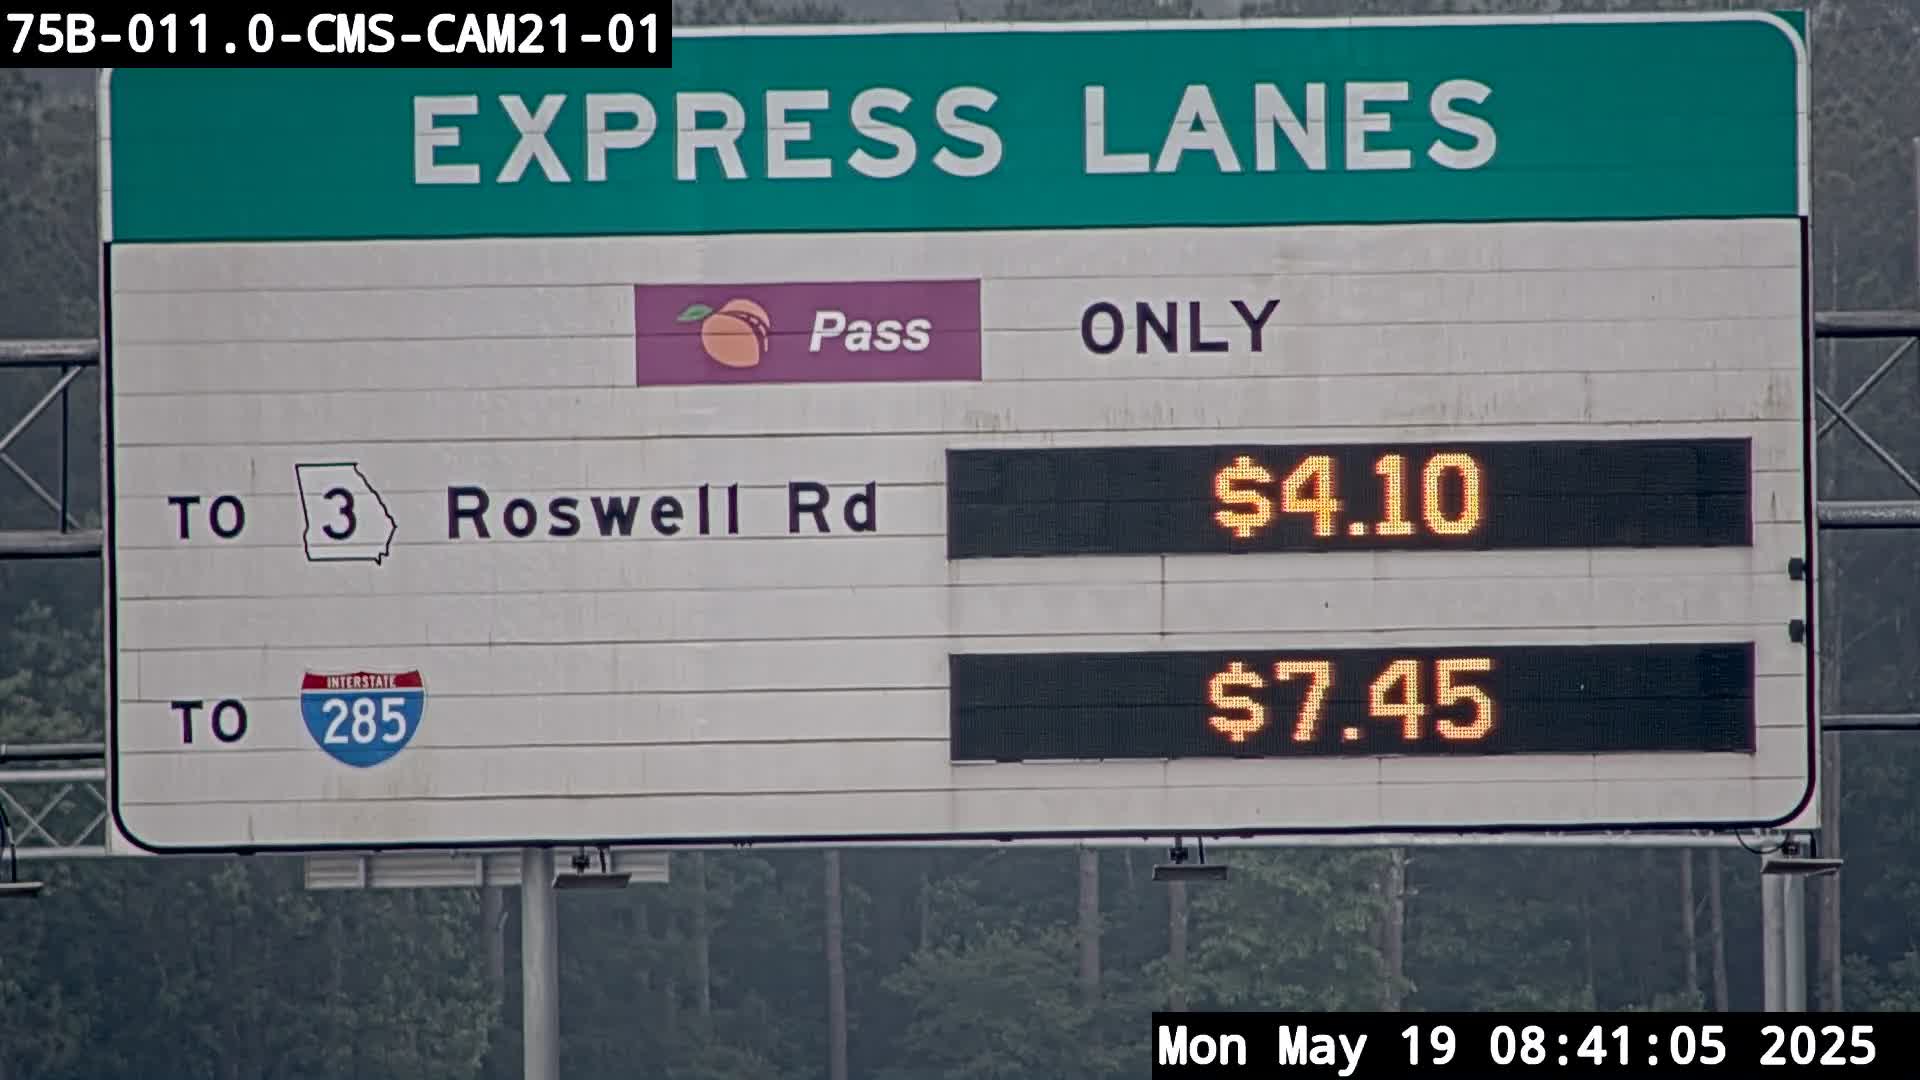 75B-011.0-CMS-CAM21-01
EXPRESS LANES
Pass ONLY
TO 3 Roswell Rd $4.10
TO INTERSTATE 285 $7.45
Mon May 19 08:41:05 2025